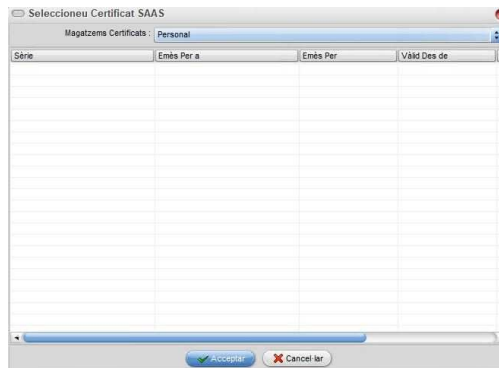 Seleccioneu Certificat SAAS
Magatzems Certificats : Personal
Sèrie Emès Per a Emès Per Vàlid Des de
Acceptar Cancel·lar